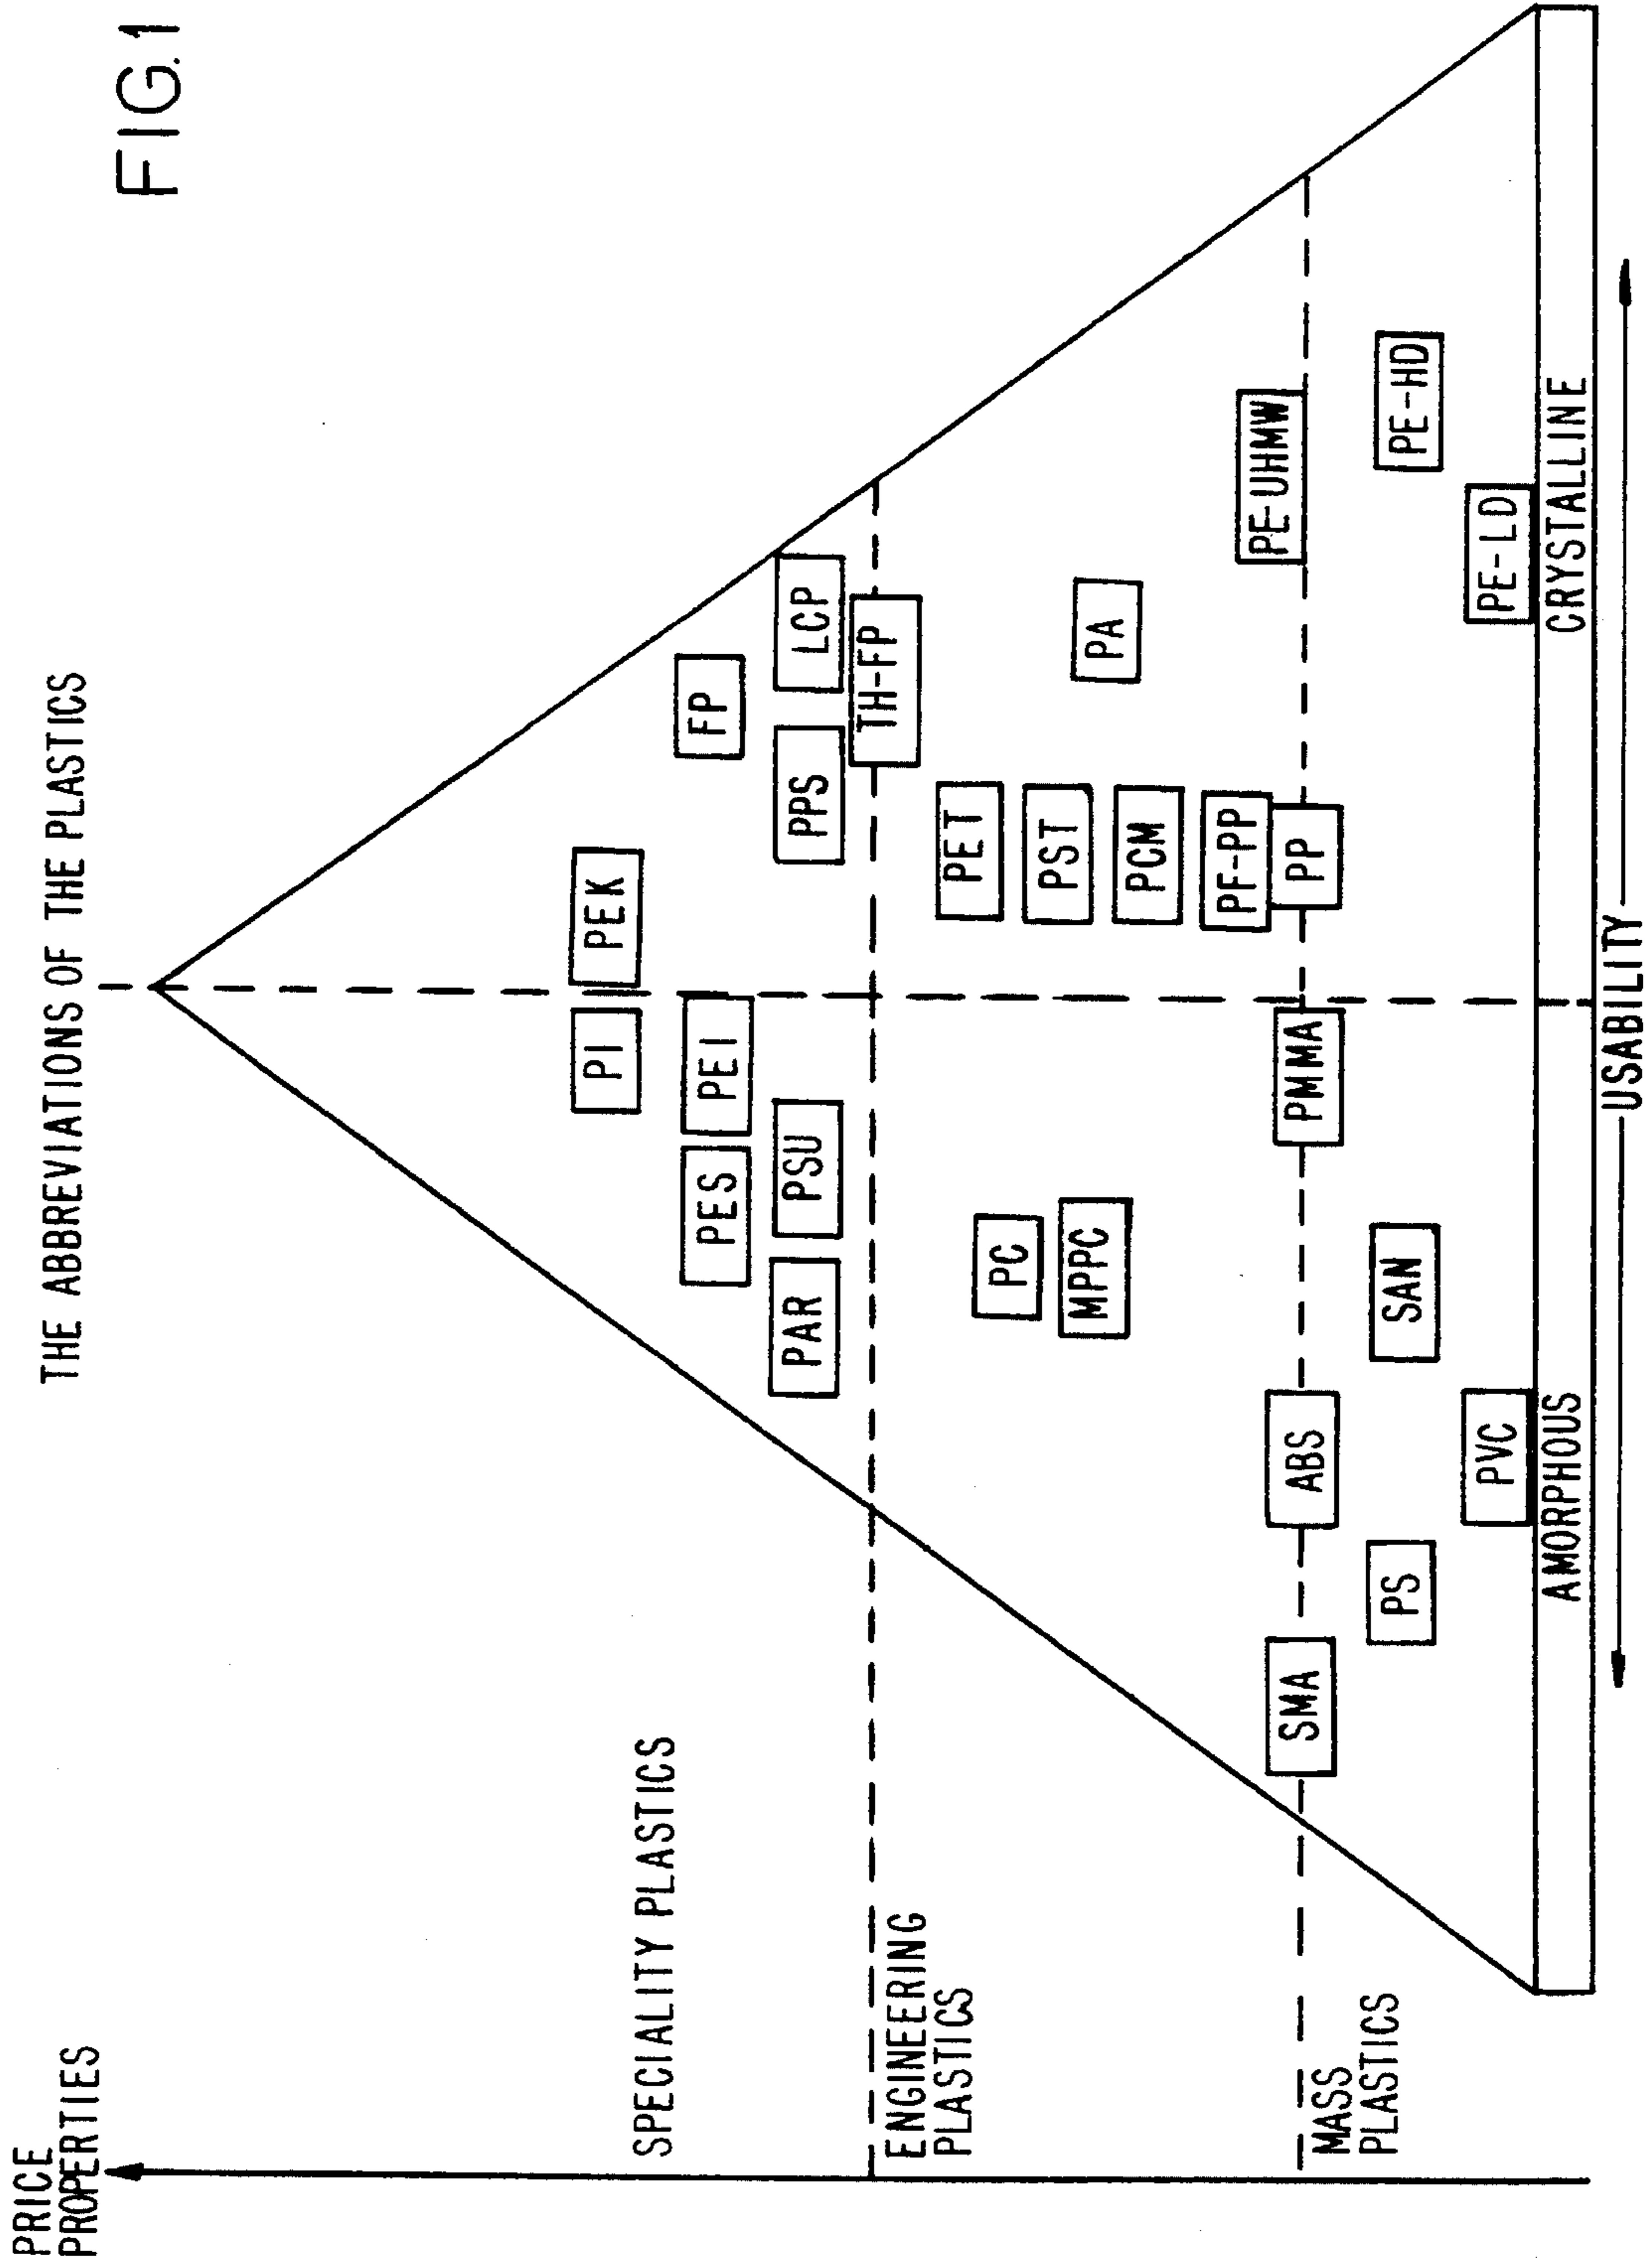 FIG.1
THE ABBREVIATIONS OF THE PLASTICS
PRICE
PROPERTIES
SPECIALITY PLASTICS
PI
PEK
PES
PEI
FP
PAR
PSU
PPS
LCP
TH-FP
ENGINEERING
PLASTICS
PC
PET
MPPC
PST
PA
PCM
PF-PP
PE-UHMW
SMA
ABS
PMMA
PP
MASS
PLASTICS
PS
SAN
PE-HD
PVC
PE-LD
AMORPHOUS
CRYSTALLINE
USABILITY